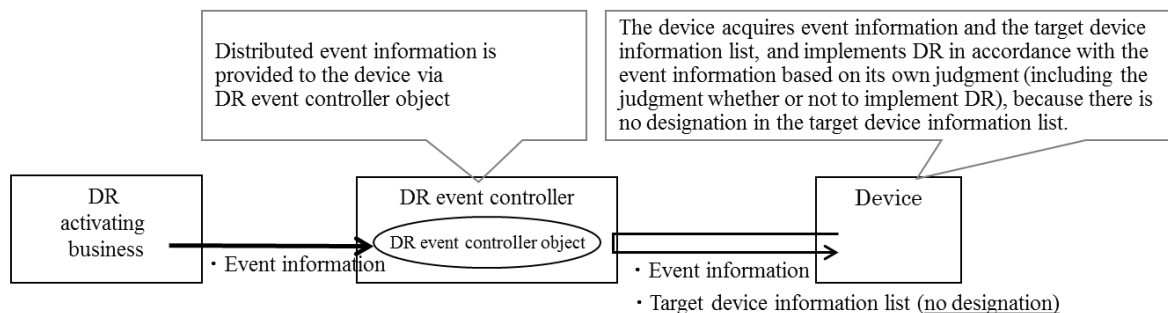 Distributed event information is
provided to the device via
DR event controller object
The device acquires event information and the target device
information list, and implements DR in accordance with the
event information based on its own judgment (including the
judgment whether or not to implement DR), because there is
no designation in the target device information list.
DR
activating
business
・Event information
DR event controller
DR event controller object
・Event information
・Target device information list (no designation)
Device